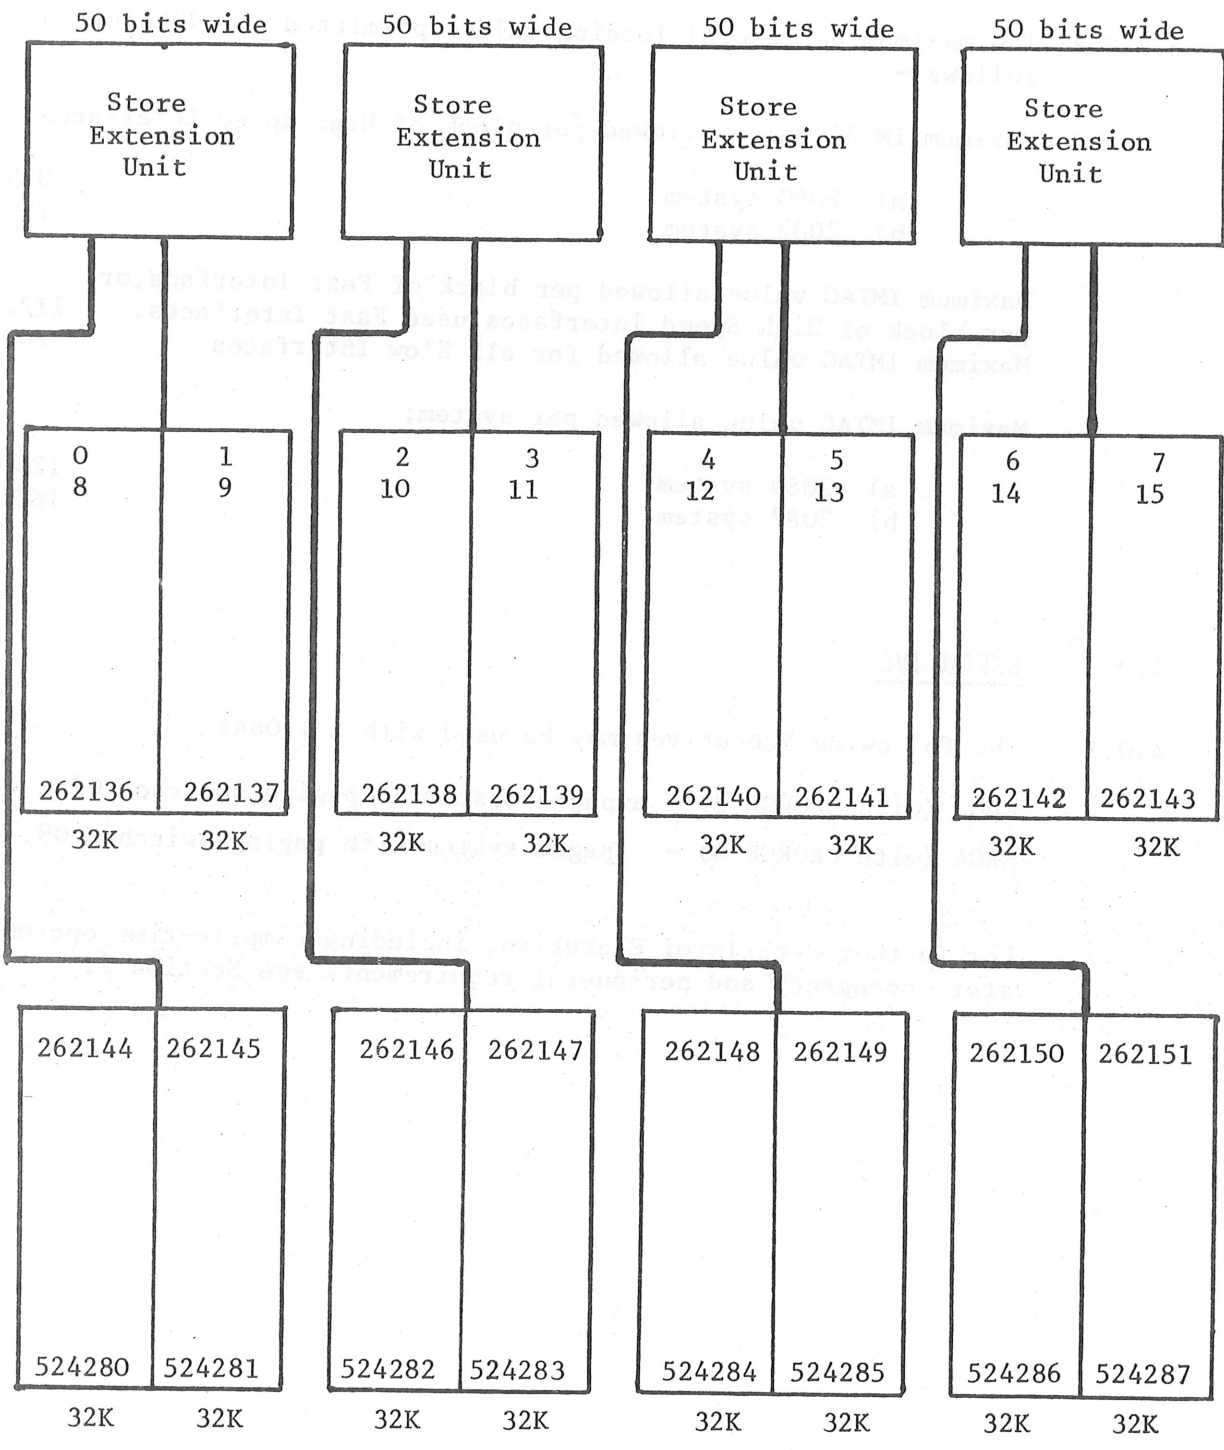 50 bits wide 50 bits wide 50 bits wide 50 bits wide
Store Store Store Store
Extension Extension Extension Extension
Unit Unit Unit Unit
0 1 2 3 4 5 6 7
8 9 10 11 12 13 14 15
262136 262137 262138 262139 262140 262141 262142 262143
32K 32K 32K 32K 32K 32K 32K 32K
262144 262145 262146 262147 262148 262149 262150 262151
524280 524281 524282 524283 524284 524285 524286 524287
32K 32K 32K 32K 32K 32K 32K 32K